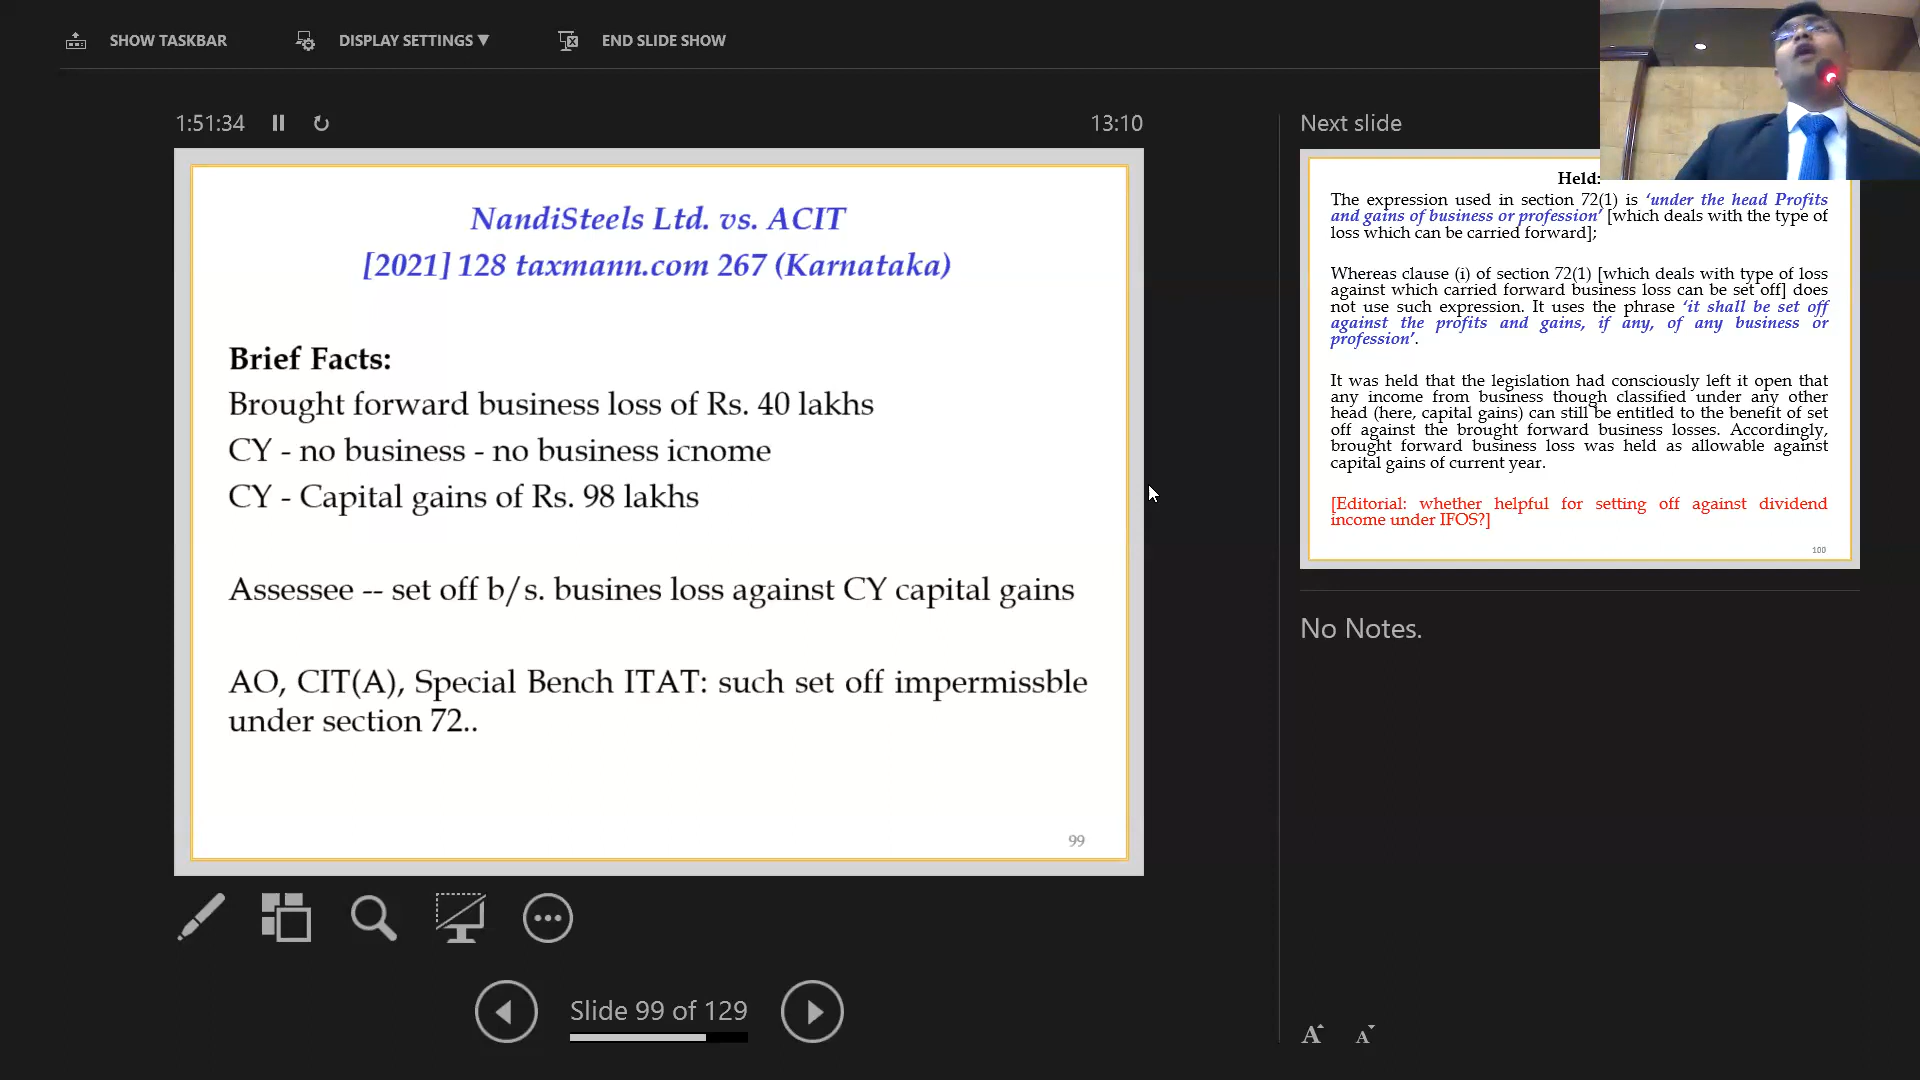 SHOW TASKBAR
DISPLAY SETTINGS ▼
END SLIDE SHOW
1:51:34
13:10
NandiSteels Ltd. vs. ACIT
[2021] 128 taxmann.com 267 (Karnataka)
Brief Facts:
Brought forward business loss of Rs. 40 lakhs
CY - no business - no business icnome
CY - Capital gains of Rs. 98 lakhs
Assessee -- set off b/s. busines loss against CY capital gains
AO, CIT(A), Special Bench ITAT: such set off impermissble
under section 72..
99
Slide 99 of 129
Next slide
Held:
The expression used in section 72(1) is ‘under the head Profits
and gains of business or profession’ [which deals with the type of
loss which can be carried forward];
Whereas clause (i) of section 72(1) [which deals with type of loss
against which carried forward business loss can be set off] does
not use such expression. It uses the phrase ‘it shall be set off
against the profits and gains, if any, of any business or
profession’.
It was held that the legislation had consciously left it open that
any income from business though classified under any other
head (here, capital gains) can still be entitled to the benefit of set
off against the brought forward business losses. Accordingly,
brought forward business loss was held as allowable against
capital gains of current year.
[Editorial: whether helpful for setting off against dividend
income under IFOS?]
100
No Notes.
A A